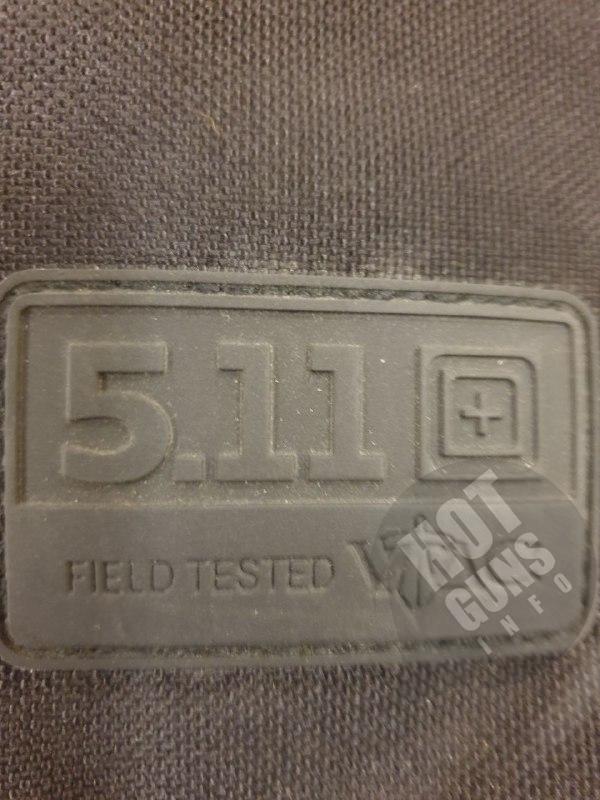 5.11
FIELD TESTED
HOT
GUNS
INFO